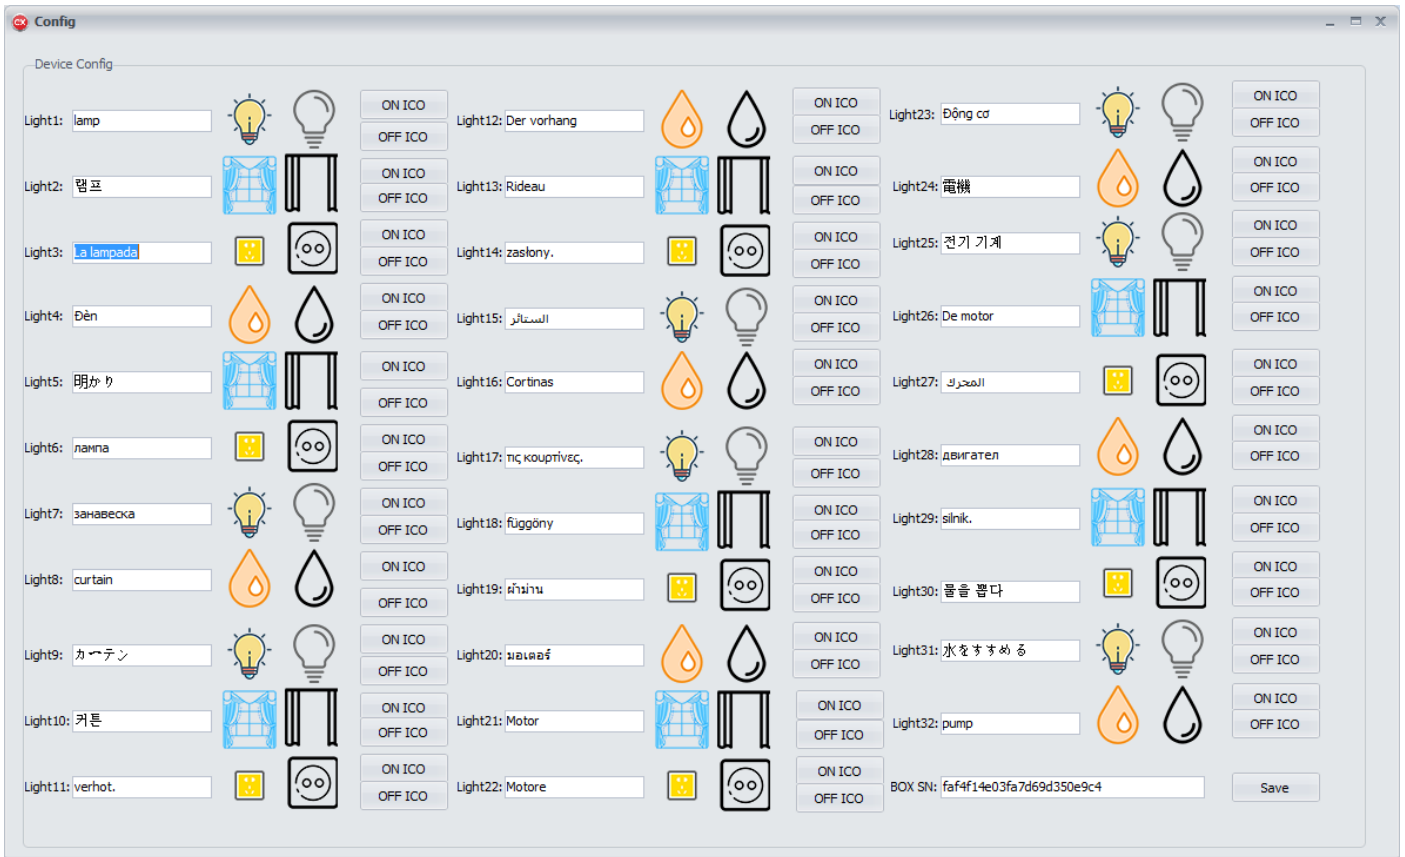 Config
Device Config
Light1: lamp ON ICO OFF ICO
Light2: 램프 ON ICO OFF ICO
Light3: La lampada ON ICO OFF ICO
Light4: Đèn ON ICO OFF ICO
Light5: 明かり ON ICO OFF ICO
Light6: лампа ON ICO OFF ICO
Light7: занавеска ON ICO OFF ICO
Light8: curtain ON ICO OFF ICO
Light9: カーテン ON ICO OFF ICO
Light10: 커튼 ON ICO OFF ICO
Light11: verhot. ON ICO OFF ICO
Light12: Der vorhang ON ICO OFF ICO
Light13: Rideau ON ICO OFF ICO
Light14: zasłony. ON ICO OFF ICO
Light15: الستائر ON ICO OFF ICO
Light16: Cortinas ON ICO OFF ICO
Light17: τις κουρτίνες. ON ICO OFF ICO
Light18: függöny ON ICO OFF ICO
Light19: ผ้าม่าน ON ICO OFF ICO
Light20: มอเตอร์ ON ICO OFF ICO
Light21: Motor ON ICO OFF ICO
Light22: Motore ON ICO OFF ICO
Light23: Động cơ ON ICO OFF ICO
Light24: 電機 ON ICO OFF ICO
Light25: 전기 기계 ON ICO OFF ICO
Light26: De motor ON ICO OFF ICO
Light27: المحرك ON ICO OFF ICO
Light28: двигател ON ICO OFF ICO
Light29: silnik. ON ICO OFF ICO
Light30: 물을 뽑다 ON ICO OFF ICO
Light31: 水をすすめる ON ICO OFF ICO
Light32: pump ON ICO OFF ICO
BOX SN: faf4f14e03fa7d69d350e9c4 Save